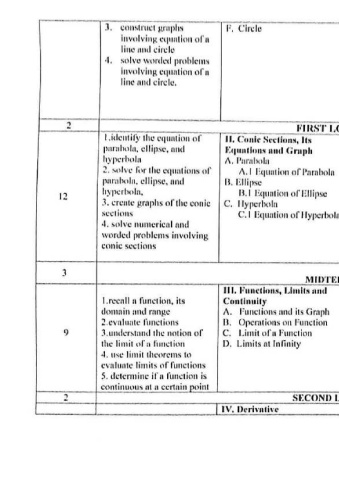 3. construct graphs
involving equation of a
line and circle
4. solve worded problems
involving equation of a
line and circle.
F. Circle
2
FIRST
12
1.identify the equation of
parabola, ellipse, and
hyperbola
2. solve for the equations of
parabola, ellipse, and
hyperbola,
3. create graphs of the conic
sections
4. solve numerical and
worded problems involving
conic sections
II. Conic Sections, Its
Equations and Graph
A. Parabola
A.1 Equation of Parabola
B. Ellipse
B.1 Equation of Ellipse
C. Hyperbola
C.1 Equation of Hyperbola
3
MIDTE
9
1.recall a function, its
domain and range
2.evaluate functions
3.understand the notion of
the limit of a function
4. use limit theorems to
evaluate limits of functions
5. determine if a function is
continuous at a certain point
III. Functions, Limits and
Continuity
A. Functions and its Graph
B. Operations on Function
C. Limit of a Function
D. Limits at Infinity
2
SECOND
IV. Derivative